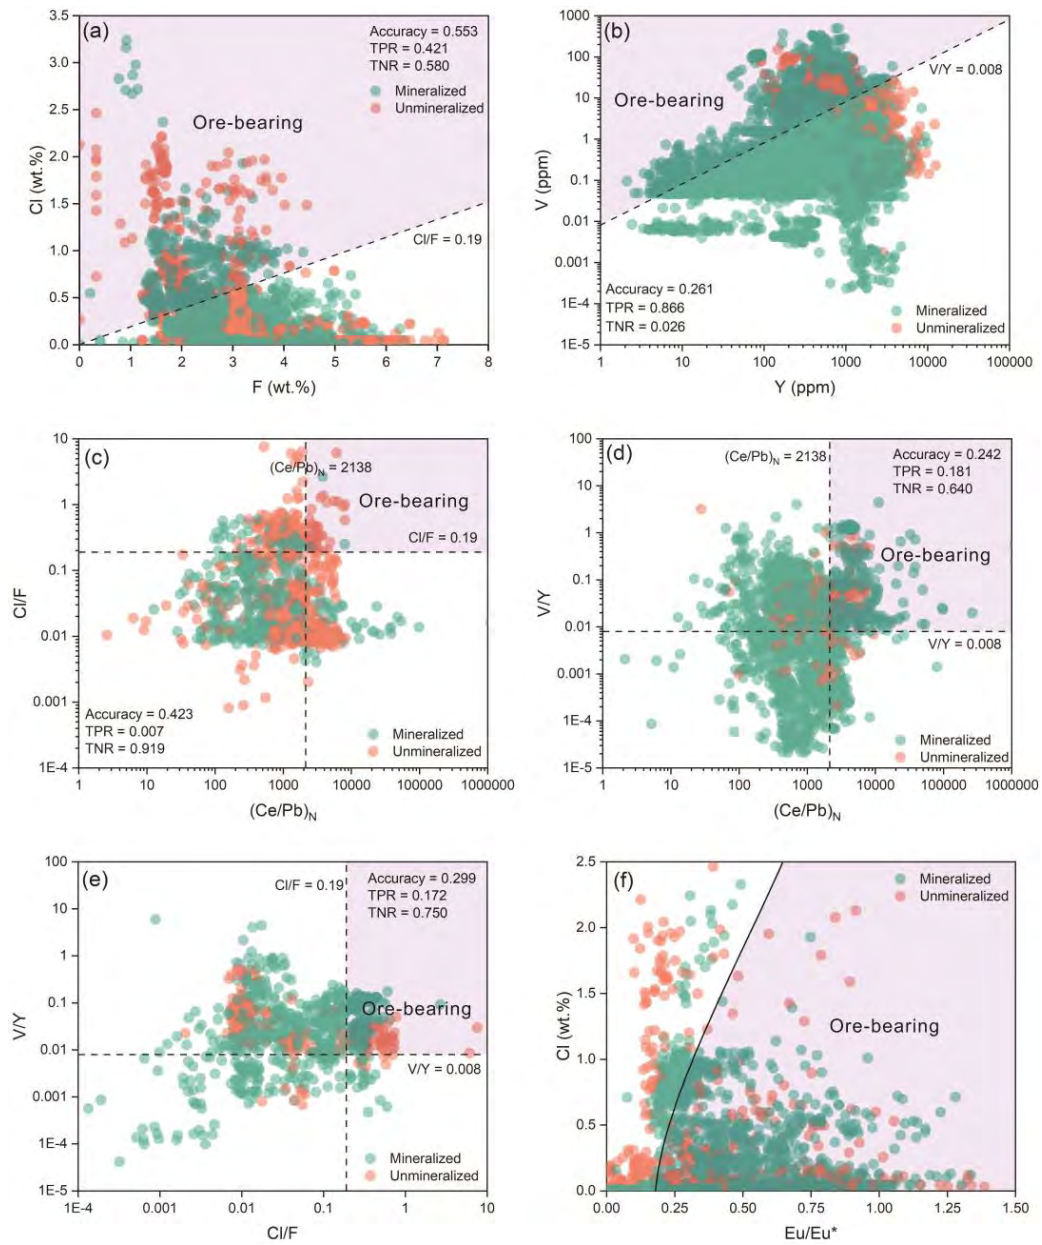 (a)
Accuracy = 0.553
TPR = 0.421
TNR = 0.580
Mineralized
Unmineralized
Ore-bearing
Cl/F = 0.19
3.5
3.0
2.5
2.0
1.5
1.0
0.5
0.0
Cl (wt.%)
0 1 2 3 4 5 6 7 8
F (wt.%)
(b)
V/Y = 0.008
Ore-bearing
Accuracy = 0.261
TPR = 0.866
TNR = 0.026
Mineralized
Unmineralized
1000
100
10
1
0.1
0.01
0.001
1E-4
1E-5
V (ppm)
1 10 100 1000 10000 100000
Y (ppm)
(c)
(Ce/Pb)N = 2138
Ore-bearing
Cl/F = 0.19
Accuracy = 0.423
TPR = 0.007
TNR = 0.919
Mineralized
Unmineralized
10
1
0.1
0.01
0.001
1E-4
Cl/F
1 10 100 1000 10000 100000 1000000
(Ce/Pb)N
(d)
(Ce/Pb)N = 2138
Accuracy = 0.242
TPR = 0.181
TNR = 0.640
Ore-bearing
V/Y = 0.008
Mineralized
Unmineralized
100
10
1
0.1
0.01
0.001
1E-4
1E-5
V/Y
1 10 100 1000 10000 100000 1000000
(Ce/Pb)N
(e)
Cl/F = 0.19
Accuracy = 0.299
TPR = 0.172
TNR = 0.750
Ore-bearing
V/Y = 0.008
Mineralized
Unmineralized
100
10
1
0.1
0.01
0.001
1E-4
1E-5
V/Y
1E-4 0.001 0.01 0.1 1 10
Cl/F
(f)
Mineralized
Unmineralized
Ore-bearing
2.5
2.0
1.5
1.0
0.5
0.0
Cl (wt.%)
0.00 0.25 0.50 0.75 1.00 1.25 1.50
Eu/Eu*